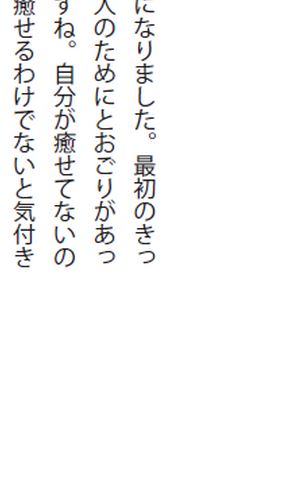 になりました。最初のきっ
人のためにとおごりがあっ
すね。自分が癒せてないの
癒せるわけでないと気付き